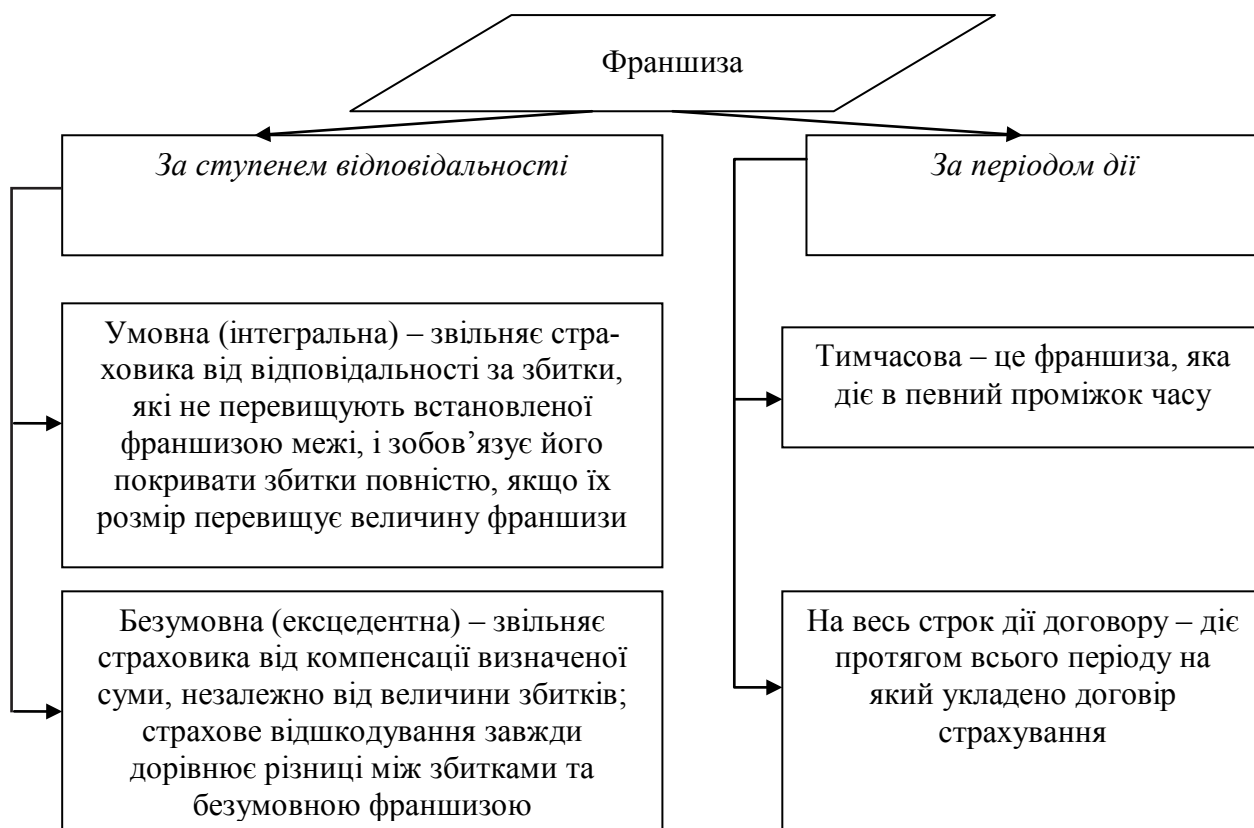 Франшиза
За ступенем відповідальності
Умовна (інтегральна) – звільняє стра-
ховика від відповідальності за збитки,
які не перевищують встановленої
франшизою межі, і зобов’язує його
покривати збитки повністю, якщо їх
розмір перевищує величину франшизи
Безумовна (ексцедентна) – звільняє
страховика від компенсації визначеної
суми, незалежно від величини збитків;
страхове відшкодування завжди
дорівнює різниці між збитками та
безумовною франшизою
За періодом дії
Тимчасова – це франшиза, яка
діє в певний проміжок часу
На весь строк дії договору – діє
протягом всього періоду на
який укладено договір
страхування